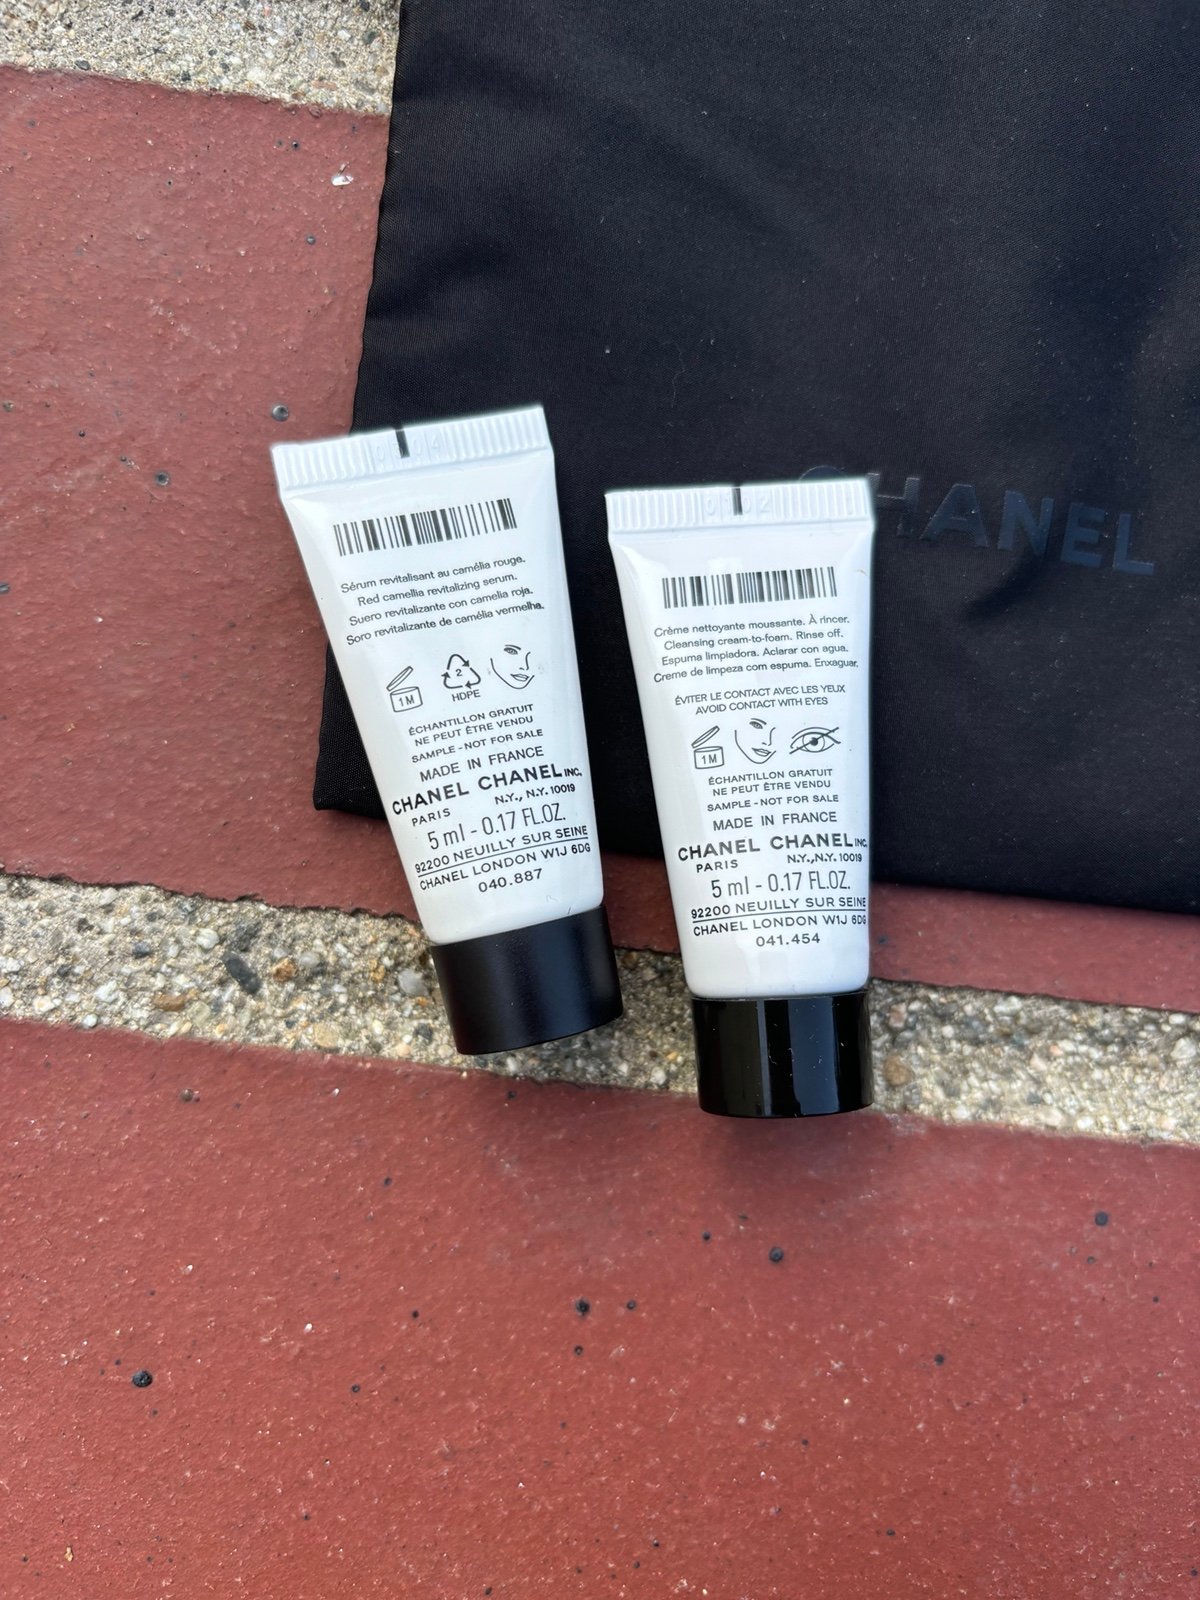 Sérum revitalisant au camélia rouge.
Red camellia revitalizing serum.
Suero revitalizante con camelia roja.
Soro revitalizante de camélia vermelha.
1M
2
HDPE
ÉCHANTILLON GRATUIT
NE PEUT ÊTRE VENDU
SAMPLE - NOT FOR SALE
MADE IN FRANCE
CHANEL CHANEL INC.
PARIS N.Y., N.Y. 10019
5 ml - 0.17 FL.OZ.
92200 NEUILLY SUR SEINE
CHANEL LONDON W1J 6DG
040.887
Crème nettoyante moussante. À rincer.
Cleansing cream-to-foam. Rinse off.
Espuma limpiadora. Aclarar con agua.
Creme de limpeza com espuma. Enxaguar.
ÉVITER LE CONTACT AVEC LES YEUX
AVOID CONTACT WITH EYES
1M
ÉCHANTILLON GRATUIT
NE PEUT ÊTRE VENDU
SAMPLE - NOT FOR SALE
MADE IN FRANCE
CHANEL CHANEL INC.
PARIS N.Y., N.Y. 10019
5 ml - 0.17 FL.OZ.
92200 NEUILLY SUR SEINE
CHANEL LONDON W1J 6DG
041.454
CHANEL